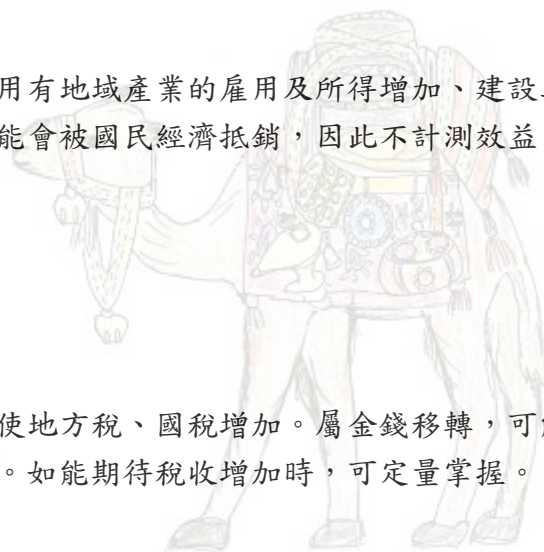 用有地域產業的雇用及所得增加、建設
能會被國民經濟抵銷，因此不計測效益
使地方稅、國稅增加。屬金錢移轉，可
。如能期待稅收增加時，可定量掌握。